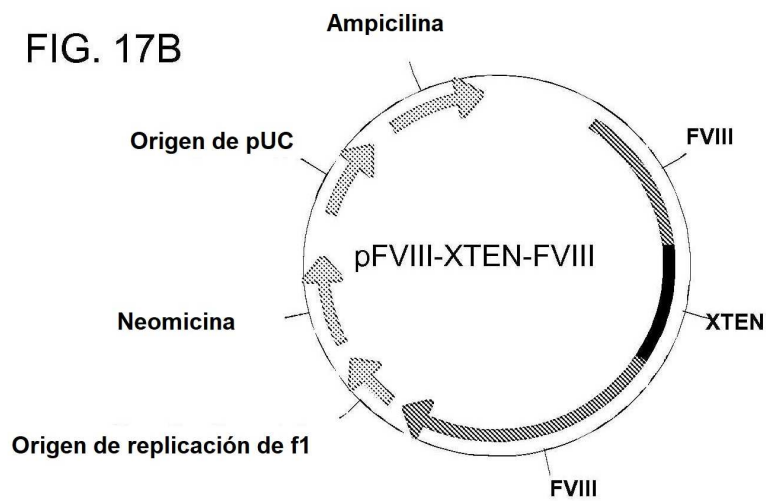 FIG. 17B
Ampicilina
Origen de pUC
FVIII
pFVIII-XTEN-FVIII
Neomicina
XTEN
Origen de replicación de f1
FVIII